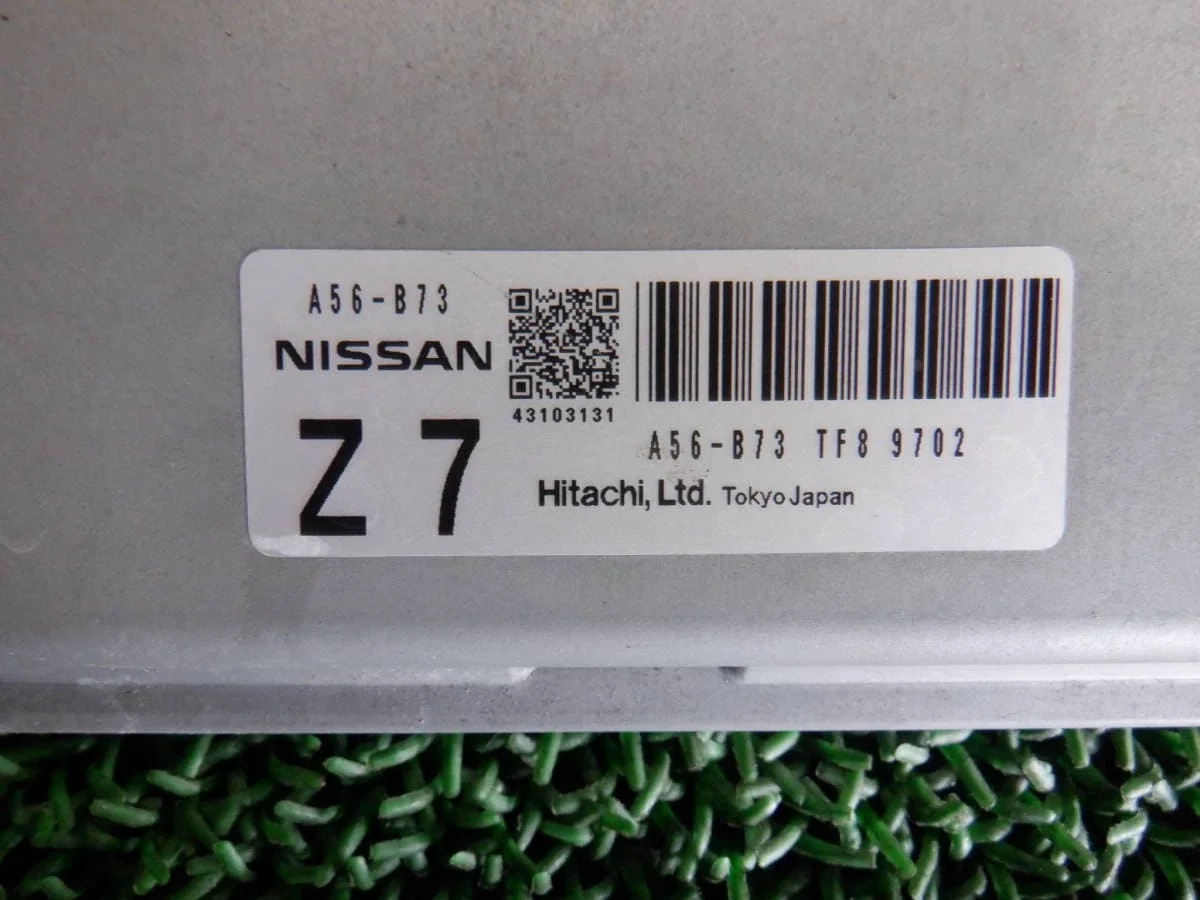 A56-B73
NISSAN
Z 7
43103131
A56-B73 TF8 9702
Hitachi, Ltd. Tokyo Japan